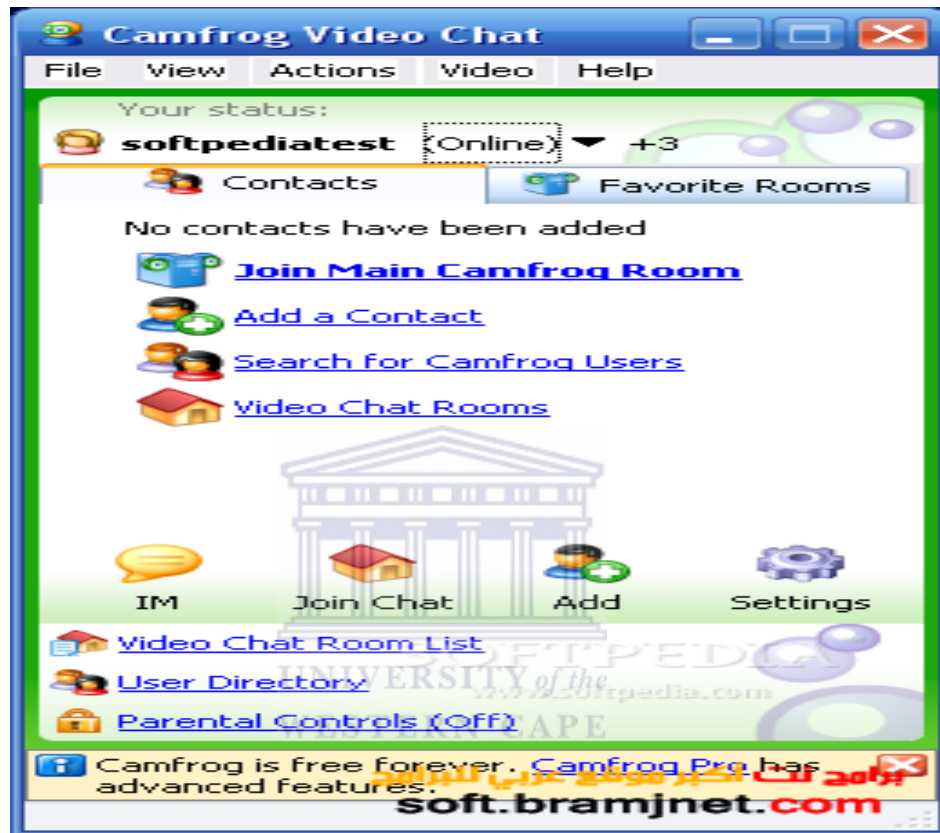 Camfrog Video Chat
File View Actions Video Help
Your status:
softpediatest (Online) +3
Contacts Favorite Rooms
No contacts have been added
Join Main Camfrog Room
Add a Contact
Search for Camfrog Users
Video Chat Rooms
IM Join Chat Add Settings
Video Chat Room List
SOFTPEDIA
User Directory
UNIVERSITY of the
www.softpedia.com
Parental Controls (Off)
WESTERN CAPE
Camfrog is free forever. Camfrog Pro has
advanced features.
برامج نت أكبر موقع عربي للبرامج
soft.bramjnet.com